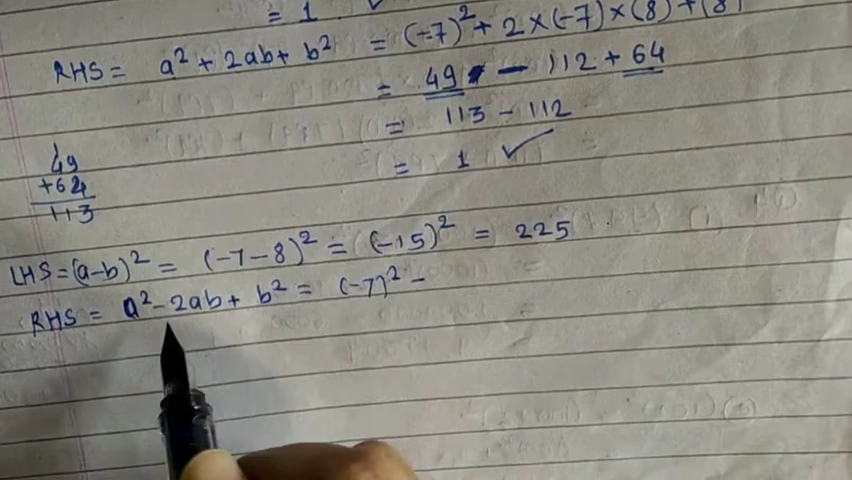 = 1 ✓
RHS = a² + 2ab + b² = (-7)² + 2 × (-7) × (8) + (8)
= 49 - 112 + 64
= 113 - 112
= 1 ✓
1
49
+64
113
LHS = (a-b)² = (-7-8)² = (-15)² = 225
RHS = a² - 2ab + b² = (-7)² -